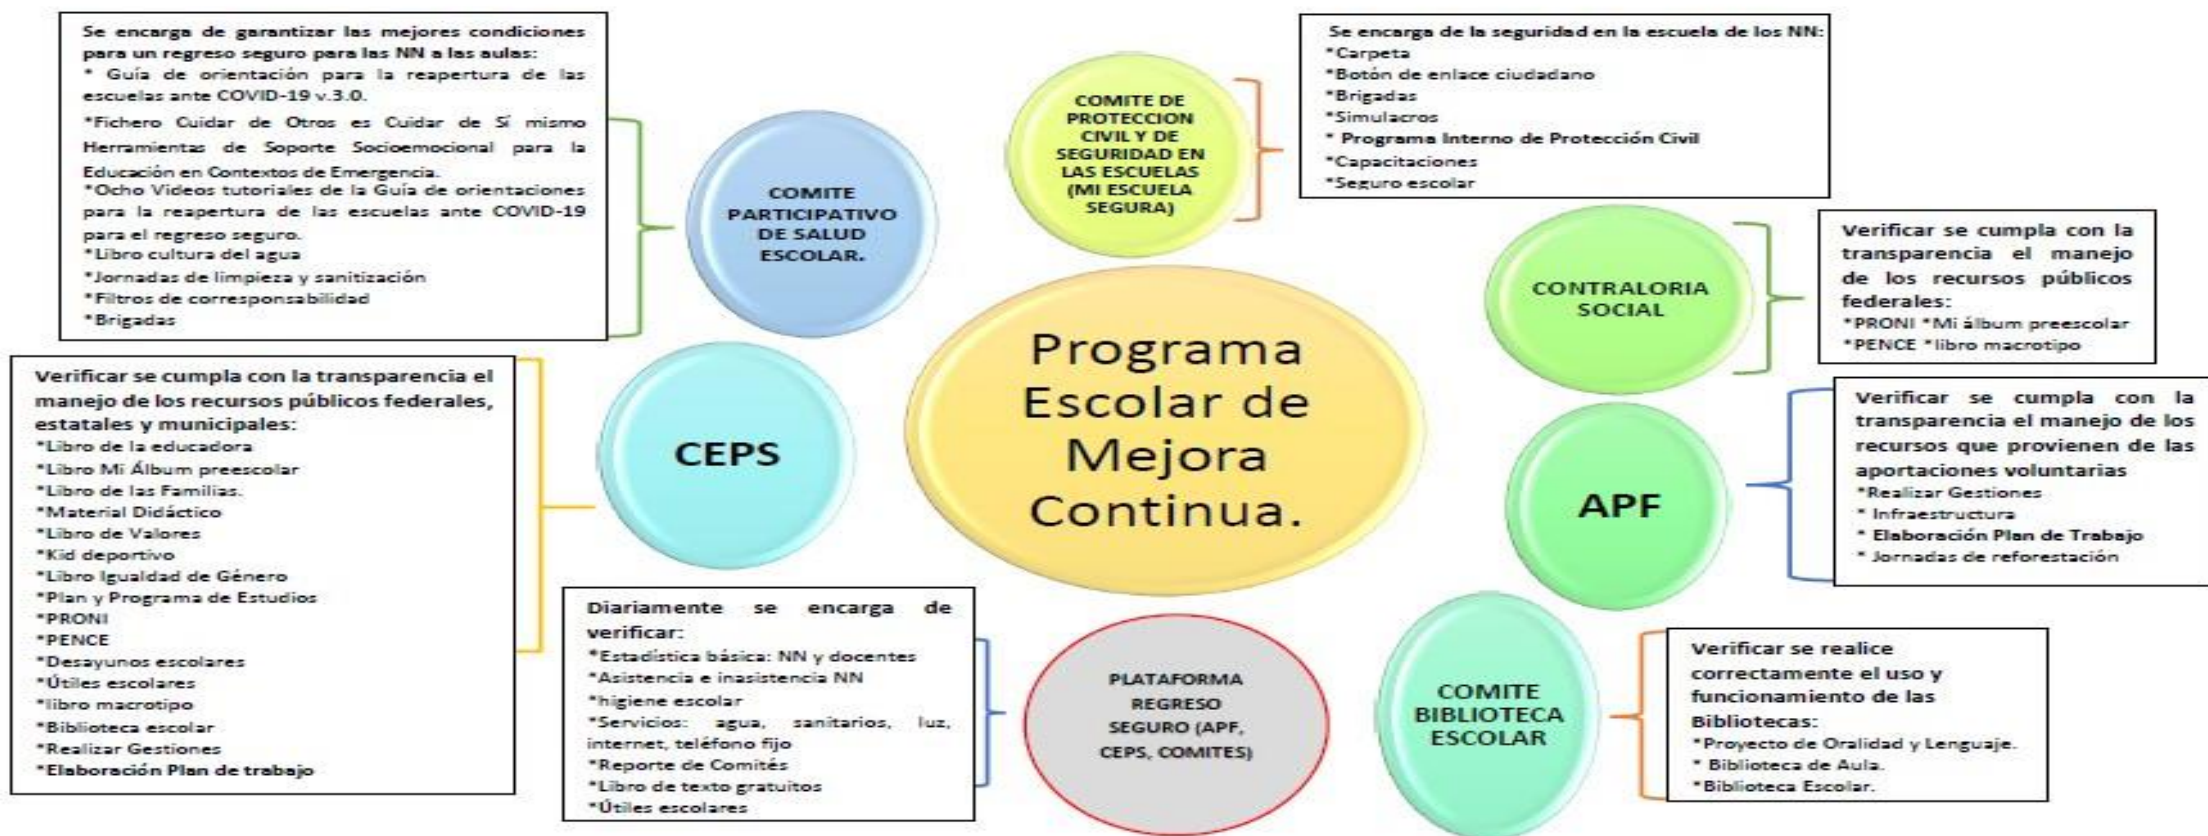 Se encarga de garantizar las mejores condiciones
para un regreso seguro para las NN a las aulas:
* Guía de orientación para la reapertura de las
escuelas ante COVID-19 v.3.0.
*Fichero Cuidar de Otros es Cuidar de Sí mismo
Herramientas de Soporte Socioemocional para la
Educación en Contextos de Emergencia.
*Ocho Videos tutoriales de la Guía de orientaciones
para la reapertura de las escuelas ante COVID-19
para el regreso seguro.
*Libro cultura del agua
*Jornadas de limpieza y sanitización
*Filtros de corresponsabilidad
*Brigadas
COMITE
PARTICIPATIVO
DE SALUD
ESCOLAR.
COMITE DE
PROTECCION
CIVIL Y DE
SEGURIDAD EN
LAS ESCUELAS
(MI ESCUELA
SEGURA)
Se encarga de la seguridad en la escuela de los NN:
*Carpeta
*Botón de enlace ciudadano
*Brigadas
*Simulacros
* Programa Interno de Protección Civil
*Capacitaciones
*Seguro escolar
CONTRALORIA
SOCIAL
Verificar se cumpla con la
transparencia el manejo
de los recursos públicos
federales:
*PRONI *Mi álbum preescolar
*PENCE *libro macrotipo
Verificar se cumpla con la transparencia el
manejo de los recursos públicos federales,
estatales y municipales:
*Libro de la educadora
*Libro Mi Álbum preescolar
*Libro de las Familias.
*Material Didáctico
*Libro de Valores
*Kid deportivo
*Libro Igualdad de Género
*Plan y Programa de Estudios
*PRONI
*PENCE
*Desayunos escolares
*Útiles escolares
*libro macrotipo
*Biblioteca escolar
*Realizar Gestiones
*Elaboración Plan de trabajo
CEPS
Programa
Escolar de
Mejora
Continua.
APF
Verificar se cumpla con la
transparencia el manejo de los
recursos que provienen de las
aportaciones voluntarias
*Realizar Gestiones
* Infraestructura
* Elaboración Plan de Trabajo
* Jornadas de reforestación
Diariamente se encarga de
verificar:
*Estadística básica: NN y docentes
*Asistencia e inasistencia NN
*higiene escolar
*Servicios: agua, sanitarios, luz,
internet, teléfono fijo
*Reporte de Comités
*Libro de texto gratuitos
*Útiles escolares
PLATAFORMA
REGRESO
SEGURO (APF,
CEPS, COMITES)
COMITE
BIBLIOTECA
ESCOLAR
Verificar se realice
correctamente el uso y
funcionamiento de las
Bibliotecas:
*Proyecto de Oralidad y Lenguaje.
* Biblioteca de Aula.
*Biblioteca Escolar.